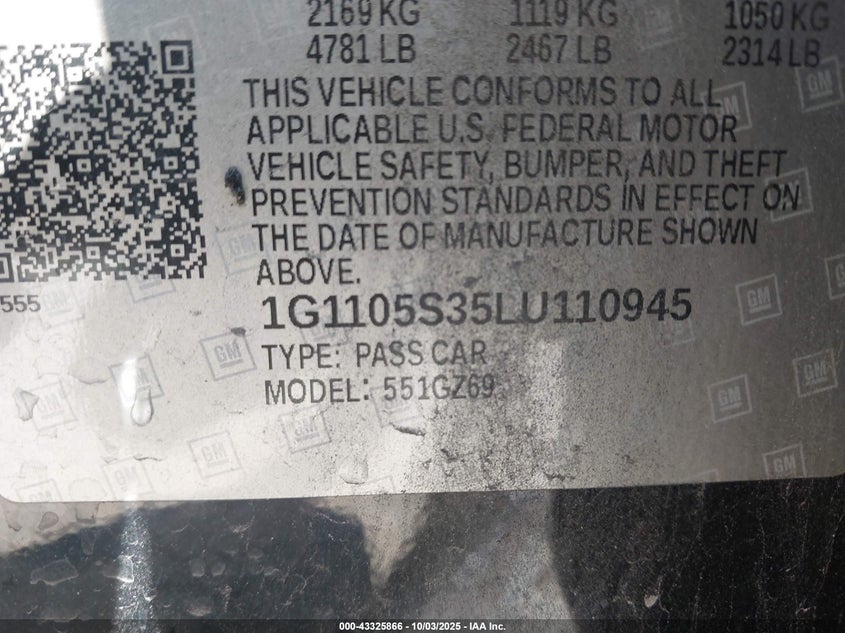 2169 KG 1119 KG 1050 KG
4781 LB 2467 LB 2314 LB
THIS VEHICLE CONFORMS TO ALL
APPLICABLE U.S. FEDERAL MOTOR
VEHICLE SAFETY, BUMPER, AND THEFT
PREVENTION STANDARDS IN EFFECT ON
THE DATE OF MANUFACTURE SHOWN
ABOVE.
555
1G1105S35LU110945
TYPE: PASS CAR
MODEL: 551GZ69
GM
000-43325866 - 10/03/2025 - IAA Inc.